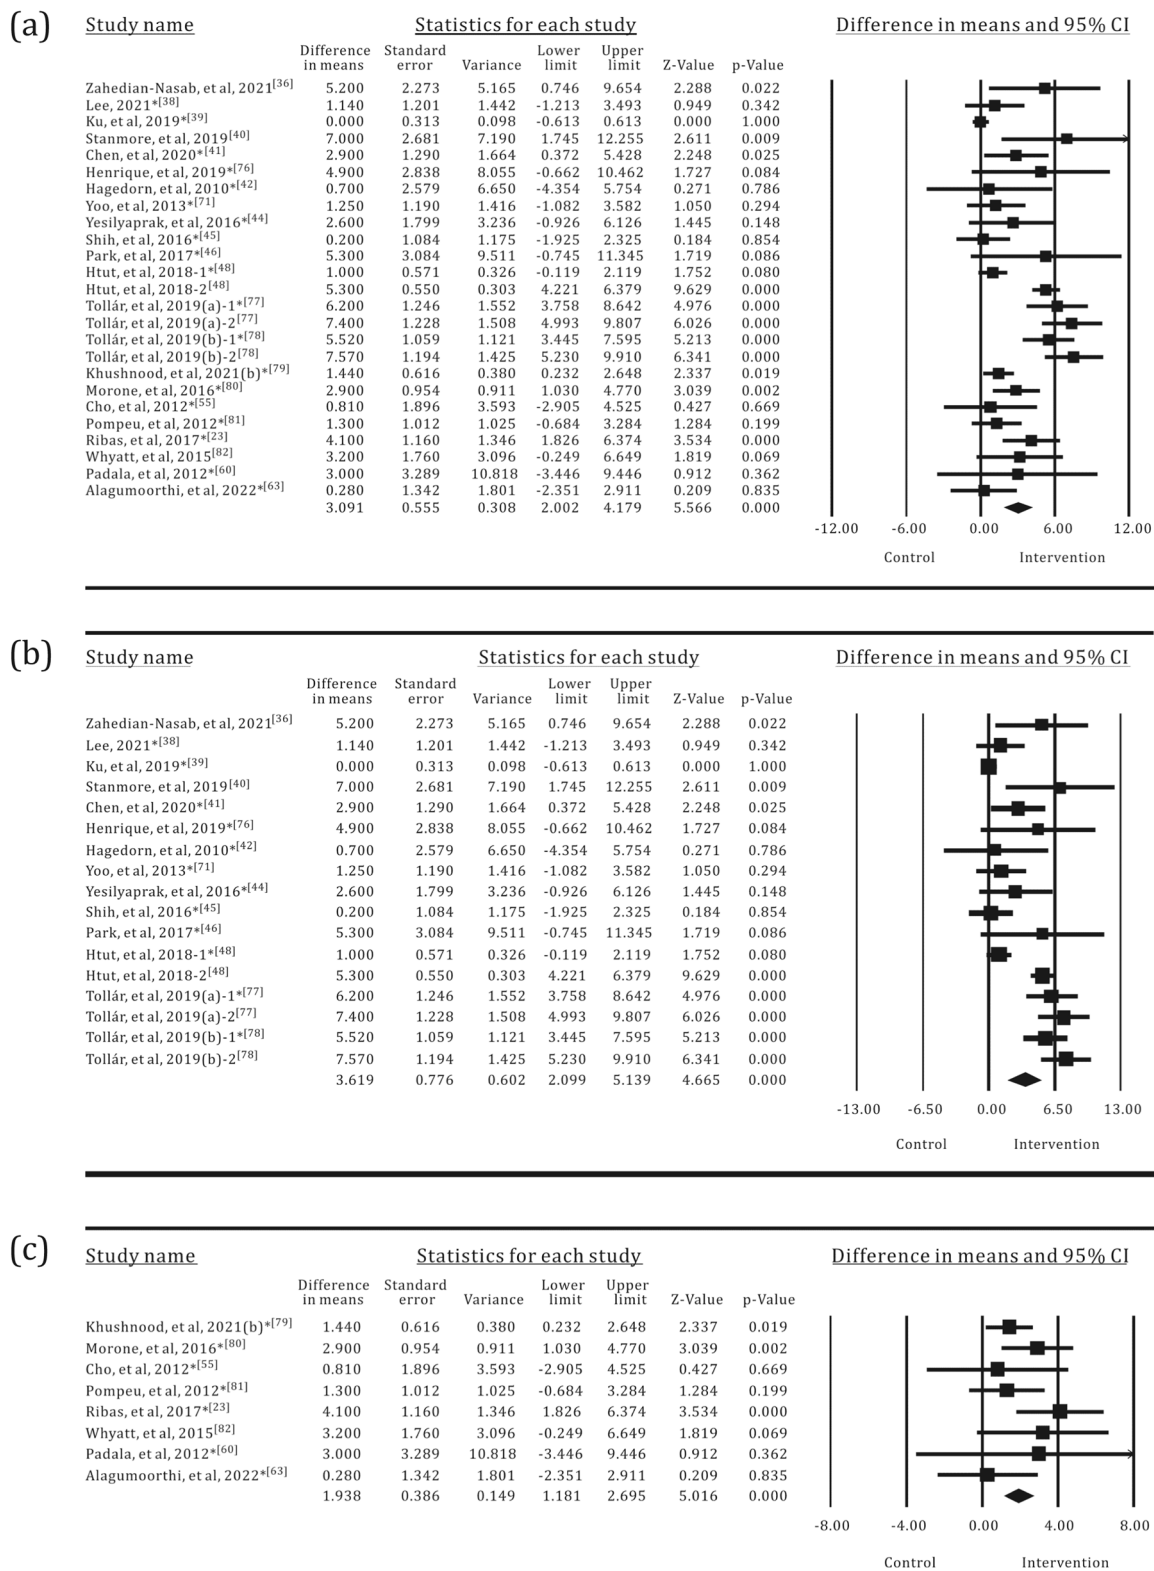 (a)
Study name Statistics for each study Difference in means and 95% CI
Difference in means Standard error Variance Lower limit Upper limit Z-Value p-Value
Zahedian-Nasab, et al, 2021[36] 5.200 2.273 5.165 0.746 9.654 2.288 0.022
Lee, 2021*[38] 1.140 1.201 1.442 -1.213 3.493 0.949 0.342
Ku, et al, 2019*[39] 0.000 0.313 0.098 -0.613 0.613 0.000 1.000
Stanmore, et al, 2019[40] 7.000 2.681 7.190 1.745 12.255 2.611 0.009
Chen, et al, 2020*[41] 2.900 1.290 1.664 0.372 5.428 2.248 0.025
Henrique, et al, 2019*[76] 4.900 2.838 8.055 -0.662 10.462 1.727 0.084
Hagedorn, et al, 2010*[42] 0.700 2.579 6.650 -4.354 5.754 0.271 0.786
Yoo, et al, 2013*[71] 1.250 1.190 1.416 -1.082 3.582 1.050 0.294
Yesilyaprak, et al, 2016*[44] 2.600 1.799 3.236 -0.926 6.126 1.445 0.148
Shih, et al, 2016*[45] 0.200 1.084 1.175 -1.925 2.325 0.184 0.854
Park, et al, 2017*[46] 5.300 3.084 9.511 -0.745 11.345 1.719 0.086
Htut, et al, 2018-1*[48] 1.000 0.571 0.326 -0.119 2.119 1.752 0.080
Htut, et al, 2018-2[48] 5.300 0.550 0.303 4.221 6.379 9.629 0.000
Tollár, et al, 2019(a)-1*[77] 6.200 1.246 1.552 3.758 8.642 4.976 0.000
Tollár, et al, 2019(a)-2[77] 7.400 1.228 1.508 4.993 9.807 6.026 0.000
Tollár, et al, 2019(b)-1*[78] 5.520 1.059 1.121 3.445 7.595 5.213 0.000
Tollár, et al, 2019(b)-2[78] 7.570 1.194 1.425 5.230 9.910 6.341 0.000
Khushnood, et al, 2021(b)*[79] 1.440 0.616 0.380 0.232 2.648 2.337 0.019
Morone, et al, 2016*[80] 2.900 0.954 0.911 1.030 4.770 3.039 0.002
Cho, et al, 2012*[55] 0.810 1.896 3.593 -2.905 4.525 0.427 0.669
Pompeu, et al, 2012*[81] 1.300 1.012 1.025 -0.684 3.284 1.284 0.199
Ribas, et al, 2017*[23] 4.100 1.160 1.346 1.826 6.374 3.534 0.000
Whyatt, et al, 2015[82] 3.200 1.760 3.096 -0.249 6.649 1.819 0.069
Padala, et al, 2012*[60] 3.000 3.289 10.818 -3.446 9.446 0.912 0.362
Alagumoorthi, et al, 2022*[63] 0.280 1.342 1.801 -2.351 2.911 0.209 0.835
3.091 0.555 0.308 2.002 4.179 5.566 0.000
-12.00 -6.00 0.00 6.00 12.00
Control Intervention
(b)
Study name Statistics for each study Difference in means and 95% CI
Difference in means Standard error Variance Lower limit Upper limit Z-Value p-Value
Zahedian-Nasab, et al, 2021[36] 5.200 2.273 5.165 0.746 9.654 2.288 0.022
Lee, 2021*[38] 1.140 1.201 1.442 -1.213 3.493 0.949 0.342
Ku, et al, 2019*[39] 0.000 0.313 0.098 -0.613 0.613 0.000 1.000
Stanmore, et al, 2019[40] 7.000 2.681 7.190 1.745 12.255 2.611 0.009
Chen, et al, 2020*[41] 2.900 1.290 1.664 0.372 5.428 2.248 0.025
Henrique, et al, 2019*[76] 4.900 2.838 8.055 -0.662 10.462 1.727 0.084
Hagedorn, et al, 2010*[42] 0.700 2.579 6.650 -4.354 5.754 0.271 0.786
Yoo, et al, 2013*[71] 1.250 1.190 1.416 -1.082 3.582 1.050 0.294
Yesilyaprak, et al, 2016*[44] 2.600 1.799 3.236 -0.926 6.126 1.445 0.148
Shih, et al, 2016*[45] 0.200 1.084 1.175 -1.925 2.325 0.184 0.854
Park, et al, 2017*[46] 5.300 3.084 9.511 -0.745 11.345 1.719 0.086
Htut, et al, 2018-1*[48] 1.000 0.571 0.326 -0.119 2.119 1.752 0.080
Htut, et al, 2018-2[48] 5.300 0.550 0.303 4.221 6.379 9.629 0.000
Tollár, et al, 2019(a)-1*[77] 6.200 1.246 1.552 3.758 8.642 4.976 0.000
Tollár, et al, 2019(a)-2[77] 7.400 1.228 1.508 4.993 9.807 6.026 0.000
Tollár, et al, 2019(b)-1*[78] 5.520 1.059 1.121 3.445 7.595 5.213 0.000
Tollár, et al, 2019(b)-2[78] 7.570 1.194 1.425 5.230 9.910 6.341 0.000
3.619 0.776 0.602 2.099 5.139 4.665 0.000
-13.00 -6.50 0.00 6.50 13.00
Control Intervention
(c)
Study name Statistics for each study Difference in means and 95% CI
Difference in means Standard error Variance Lower limit Upper limit Z-Value p-Value
Khushnood, et al, 2021(b)*[79] 1.440 0.616 0.380 0.232 2.648 2.337 0.019
Morone, et al, 2016*[80] 2.900 0.954 0.911 1.030 4.770 3.039 0.002
Cho, et al, 2012*[55] 0.810 1.896 3.593 -2.905 4.525 0.427 0.669
Pompeu, et al, 2012*[81] 1.300 1.012 1.025 -0.684 3.284 1.284 0.199
Ribas, et al, 2017*[23] 4.100 1.160 1.346 1.826 6.374 3.534 0.000
Whyatt, et al, 2015[82] 3.200 1.760 3.096 -0.249 6.649 1.819 0.069
Padala, et al, 2012*[60] 3.000 3.289 10.818 -3.446 9.446 0.912 0.362
Alagumoorthi, et al, 2022*[63] 0.280 1.342 1.801 -2.351 2.911 0.209 0.835
1.938 0.386 0.149 1.181 2.695 5.016 0.000
-8.00 -4.00 0.00 4.00 8.00
Control Intervention